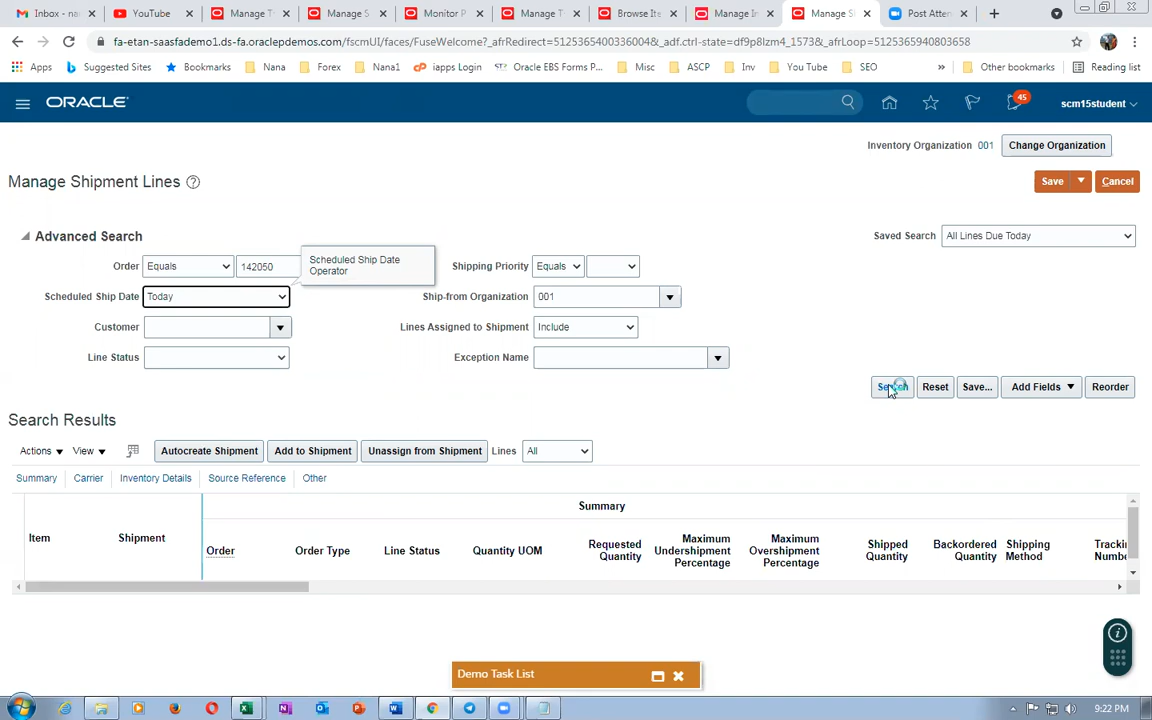 Inbox - nan
YouTube
Manage T
Manage S
Monitor P
Manage T
Browse Ite
Manage In
Manage Si
Post Atten
fa-etan-saasfademo1.ds-fa.oraclepdemos.com/fscmUI/faces/FuseWelcome?_afrRedirect=5125365400336004&_adf.ctrl-state=df9p8lzm4_1573&_afrLoop=5125365940803658
Apps
Suggested Sites
Bookmarks
Nana
Forex
Nana1
iapps Login
Oracle EBS Forms P...
Misc
ASCP
Inv
You Tube
SEO
»
Other bookmarks
Reading list
ORACLE
45
scm15student
Inventory Organization 001
Change Organization
Manage Shipment Lines
Save
Cancel
Advanced Search
Saved Search
All Lines Due Today
Order
Equals
142050
Scheduled Ship Date Operator
Shipping Priority
Equals
Scheduled Ship Date
Today
Ship-from Organization
001
Customer
Lines Assigned to Shipment
Include
Line Status
Exception Name
Search
Reset
Save...
Add Fields
Reorder
Search Results
Actions
View
Autocreate Shipment
Add to Shipment
Unassign from Shipment
Lines
All
Summary
Carrier
Inventory Details
Source Reference
Other
Summary
Item
Shipment
Order
Order Type
Line Status
Quantity UOM
Requested Quantity
Maximum Undershipment Percentage
Maximum Overshipment Percentage
Shipped Quantity
Backordered Quantity
Shipping Method
Trackin Numbe
Demo Task List
9:22 PM